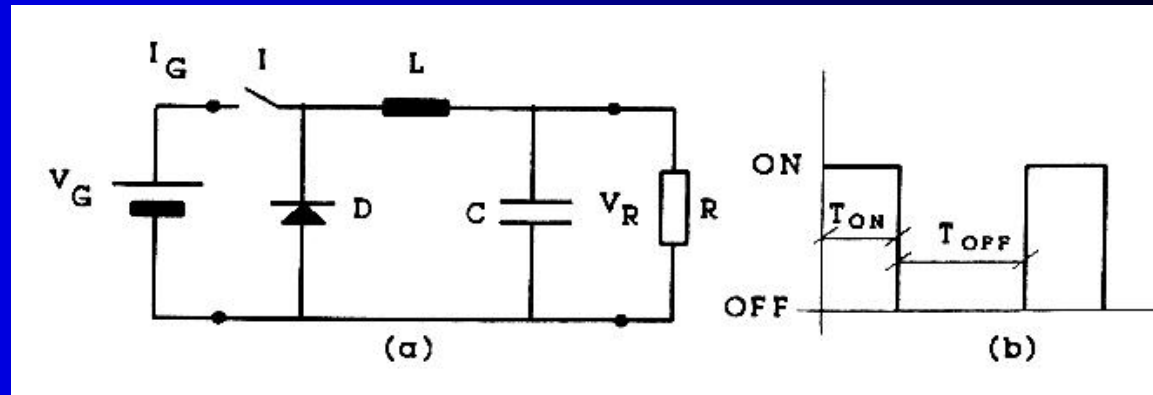 I_G I L
V_G D C V_R R
(a)
ON
T_ON
T_OFF
OFF
(b)